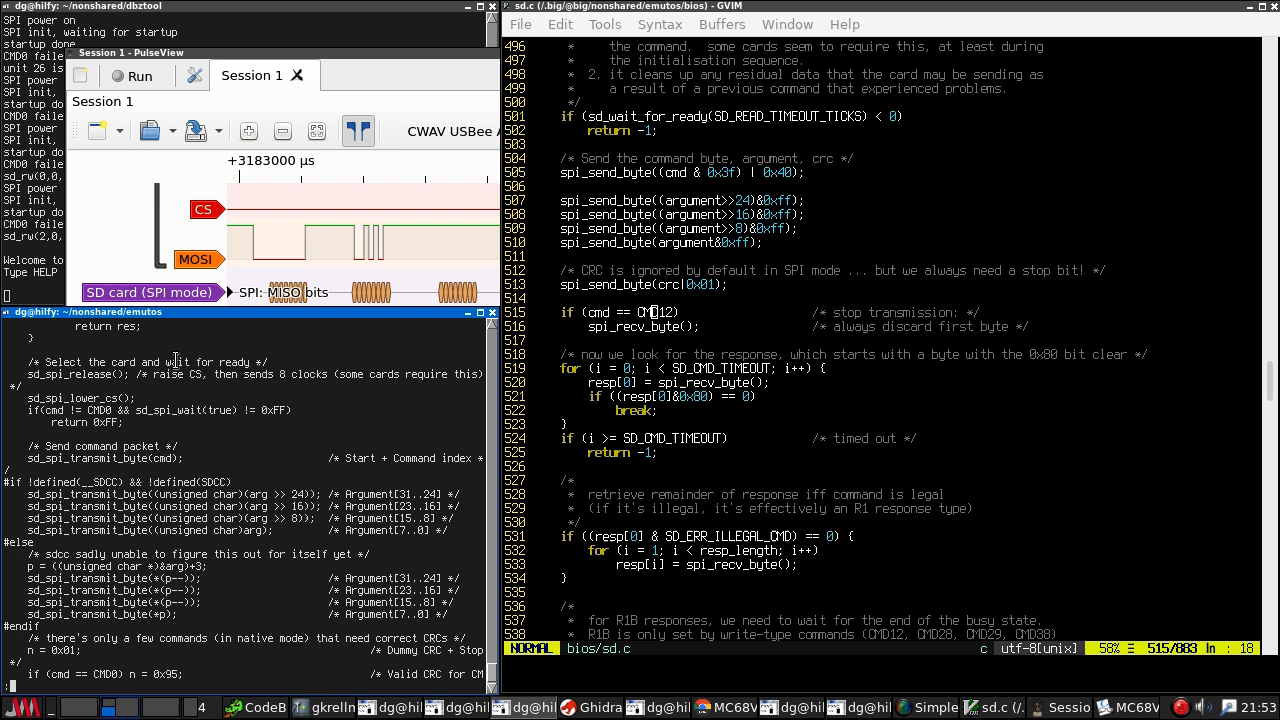 dg@hilfy: ~/nonshared/dbztool
SPI power on
SPI init, waiting for startup
startup done
CMD0 faile
unit 26 is
SPI power
SPI init,
startup do
CMD0 faile
SPI power
SPI init,
startup do
CMD0 faile
sd_rw(0,0,
SPI power
SPI init,
startup do
CMD0 faile
sd_rw(2,0,
Welcome to
Type HELP
Session 1 - PulseView
Run
Session 1
Session 1
CWAV USBee A
+3183000 µs
CS
MOSI
SD card (SPI mode)
SPI: MISO bits
dg@hilfy: ~/nonshared/emutos
return res;
}
/* Select the card and wait for ready */
sd_spi_release(); /* raise CS, then sends 8 clocks (some cards require this)
*/
sd_spi_lower_cs();
if(cmd != CMD0 && sd_spi_wait(true) != 0xFF)
return 0xFF;
/* Send command packet */
sd_spi_transmit_byte(cmd); /* Start + Command index *
/
#if !defined(__SDCC) && !defined(SDCC)
sd_spi_transmit_byte((unsigned char)(arg >> 24)); /* Argument[31..24] */
sd_spi_transmit_byte((unsigned char)(arg >> 16)); /* Argument[23..16] */
sd_spi_transmit_byte((unsigned char)(arg >> 8)); /* Argument[15..8] */
sd_spi_transmit_byte((unsigned char)arg); /* Argument[7..0] */
#else
/* sdcc sadly unable to figure this out for itself yet */
p = ((unsigned char *)&arg)+3;
sd_spi_transmit_byte(*(p--)); /* Argument[31..24] */
sd_spi_transmit_byte(*(p--)); /* Argument[23..16] */
sd_spi_transmit_byte(*(p--)); /* Argument[15..8] */
sd_spi_transmit_byte(*p); /* Argument[7..0] */
#endif
/* there's only a few commands (in native mode) that need correct CRCs */
n = 0x01; /* Dummy CRC + Stop
*/
if (cmd == CMD0) n = 0x95; /* Valid CRC for CM
:
sd.c (/.big/@big/nonshared/emutos/bios) - GVIM
File Edit Tools Syntax Buffers Window Help
496 * the command. some cards seem to require this, at least during
497 * the initialisation sequence.
498 * 2. it cleans up any residual data that the card may be sending as
499 * a result of a previous command that experienced problems.
500 */
501 if (sd_wait_for_ready(SD_READ_TIMEOUT_TICKS) < 0)
502 return -1;
503
504 /* Send the command byte, argument, crc */
505 spi_send_byte((cmd & 0x3f) | 0x40);
506
507 spi_send_byte((argument>>24)&0xff);
508 spi_send_byte((argument>>16)&0xff);
509 spi_send_byte((argument>>8)&0xff);
510 spi_send_byte(argument&0xff);
511
512 /* CRC is ignored by default in SPI mode ... but we always need a stop bit! */
513 spi_send_byte(crc|0x01);
514
515 if (cmd == CMD12) /* stop transmission: */
516 spi_recv_byte(); /* always discard first byte */
517
518 /* now we look for the response, which starts with a byte with the 0x80 bit clear */
519 for (i = 0; i < SD_CMD_TIMEOUT; i++) {
520 resp[0] = spi_recv_byte();
521 if ((resp[0]&0x80) == 0)
522 break;
523 }
524 if (i >= SD_CMD_TIMEOUT) /* timed out */
525 return -1;
526
527 /*
528 * retrieve remainder of response iff command is legal
529 * (if it's illegal, it's effectively an R1 response type)
530 */
531 if ((resp[0] & SD_ERR_ILLEGAL_CMD) == 0) {
532 for (i = 1; i < resp_length; i++)
533 resp[i] = spi_recv_byte();
534 }
535
536 /*
537 * for R1B responses, we need to wait for the end of the busy state.
538 * R1B is only set by write-type commands (CMD12, CMD28, CMD29, CMD38)
NORMAL bios/sd.c c utf-8[unix] 58% ☰ 515/883 ln : 18
4 CodeB gkrelln dg@hil dg@hil dg@hil Ghidra dg@hil MC68V dg@hil dg@hil Simple sd.c (/. Sessio MC68V 21:53